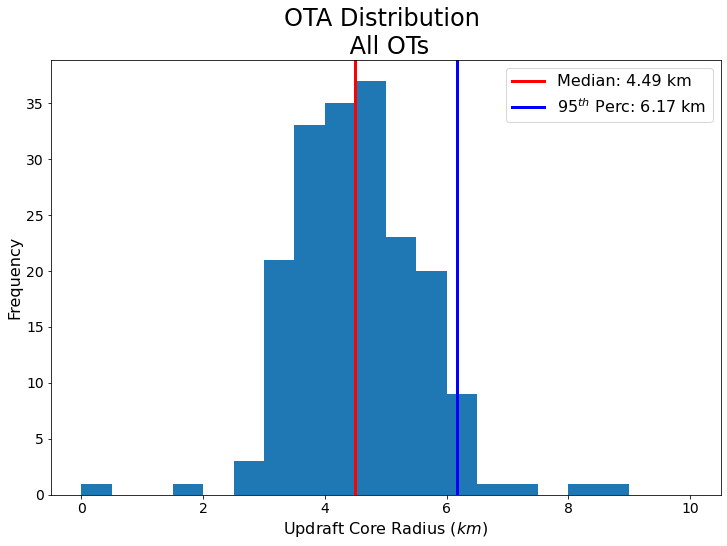 OTA Distribution
All OTs
Median: 4.49 km
95th Perc: 6.17 km
Frequency
35
30
25
20
15
10
5
0
0 2 4 6 8 10
Updraft Core Radius (km)